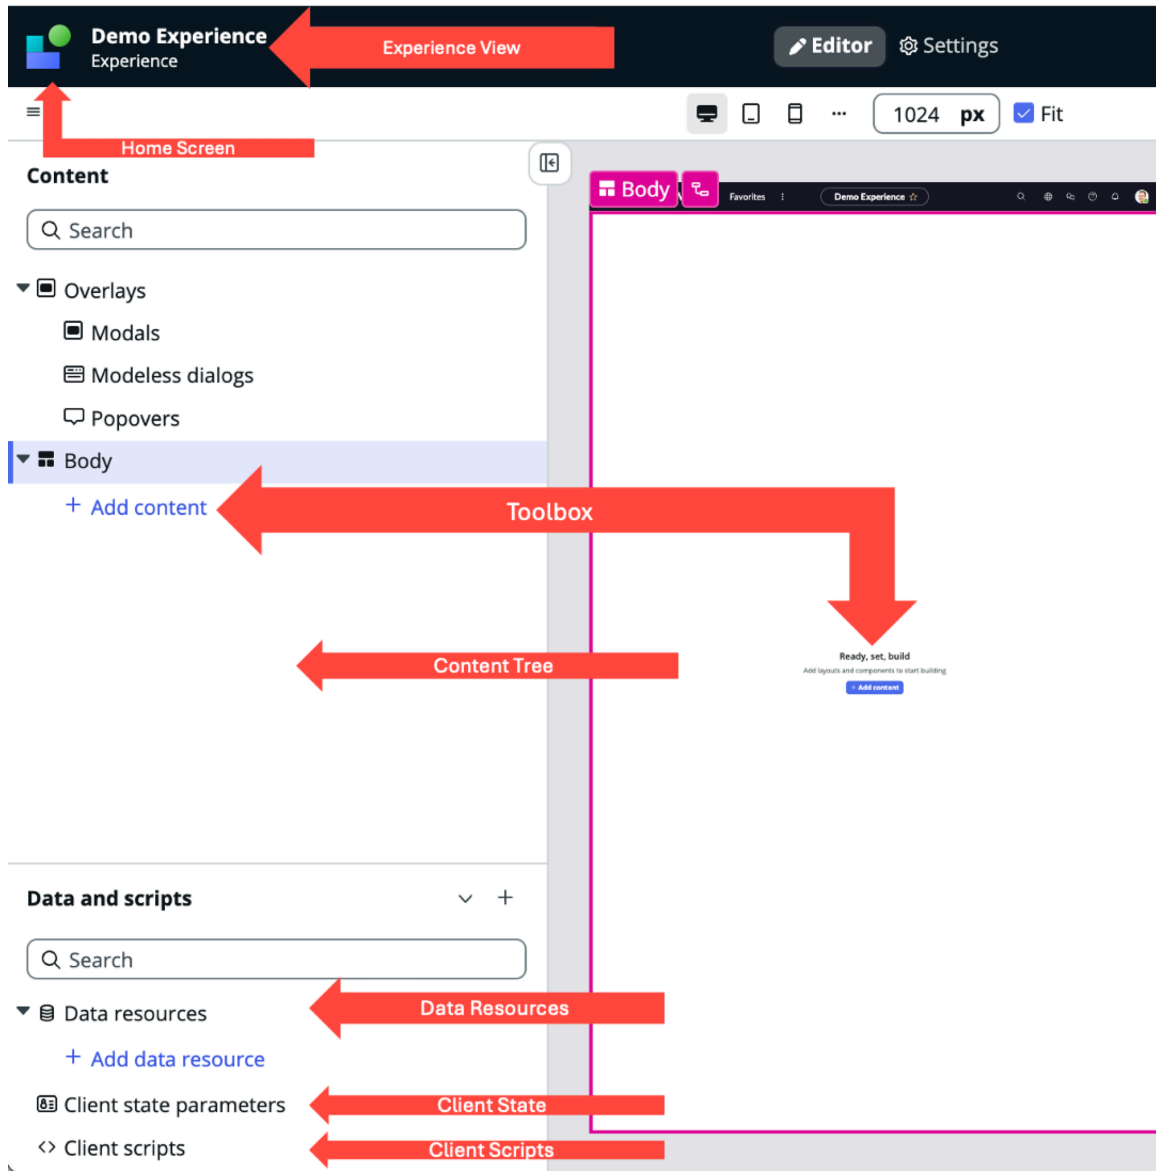 Demo Experience
Experience
Experience View
Editor
Settings
1024 px
Fit
Home Screen
Content
Search
Body
Favorites
Demo Experience
Overlays
Modals
Modeless dialogs
Popovers
Body
+ Add content
Toolbox
Content Tree
Ready, set, build
Add layouts and components to start building
+ Add content
Data and scripts
Search
Data resources
Data Resources
+ Add data resource
Client state parameters
Client State
Client scripts
Client Scripts